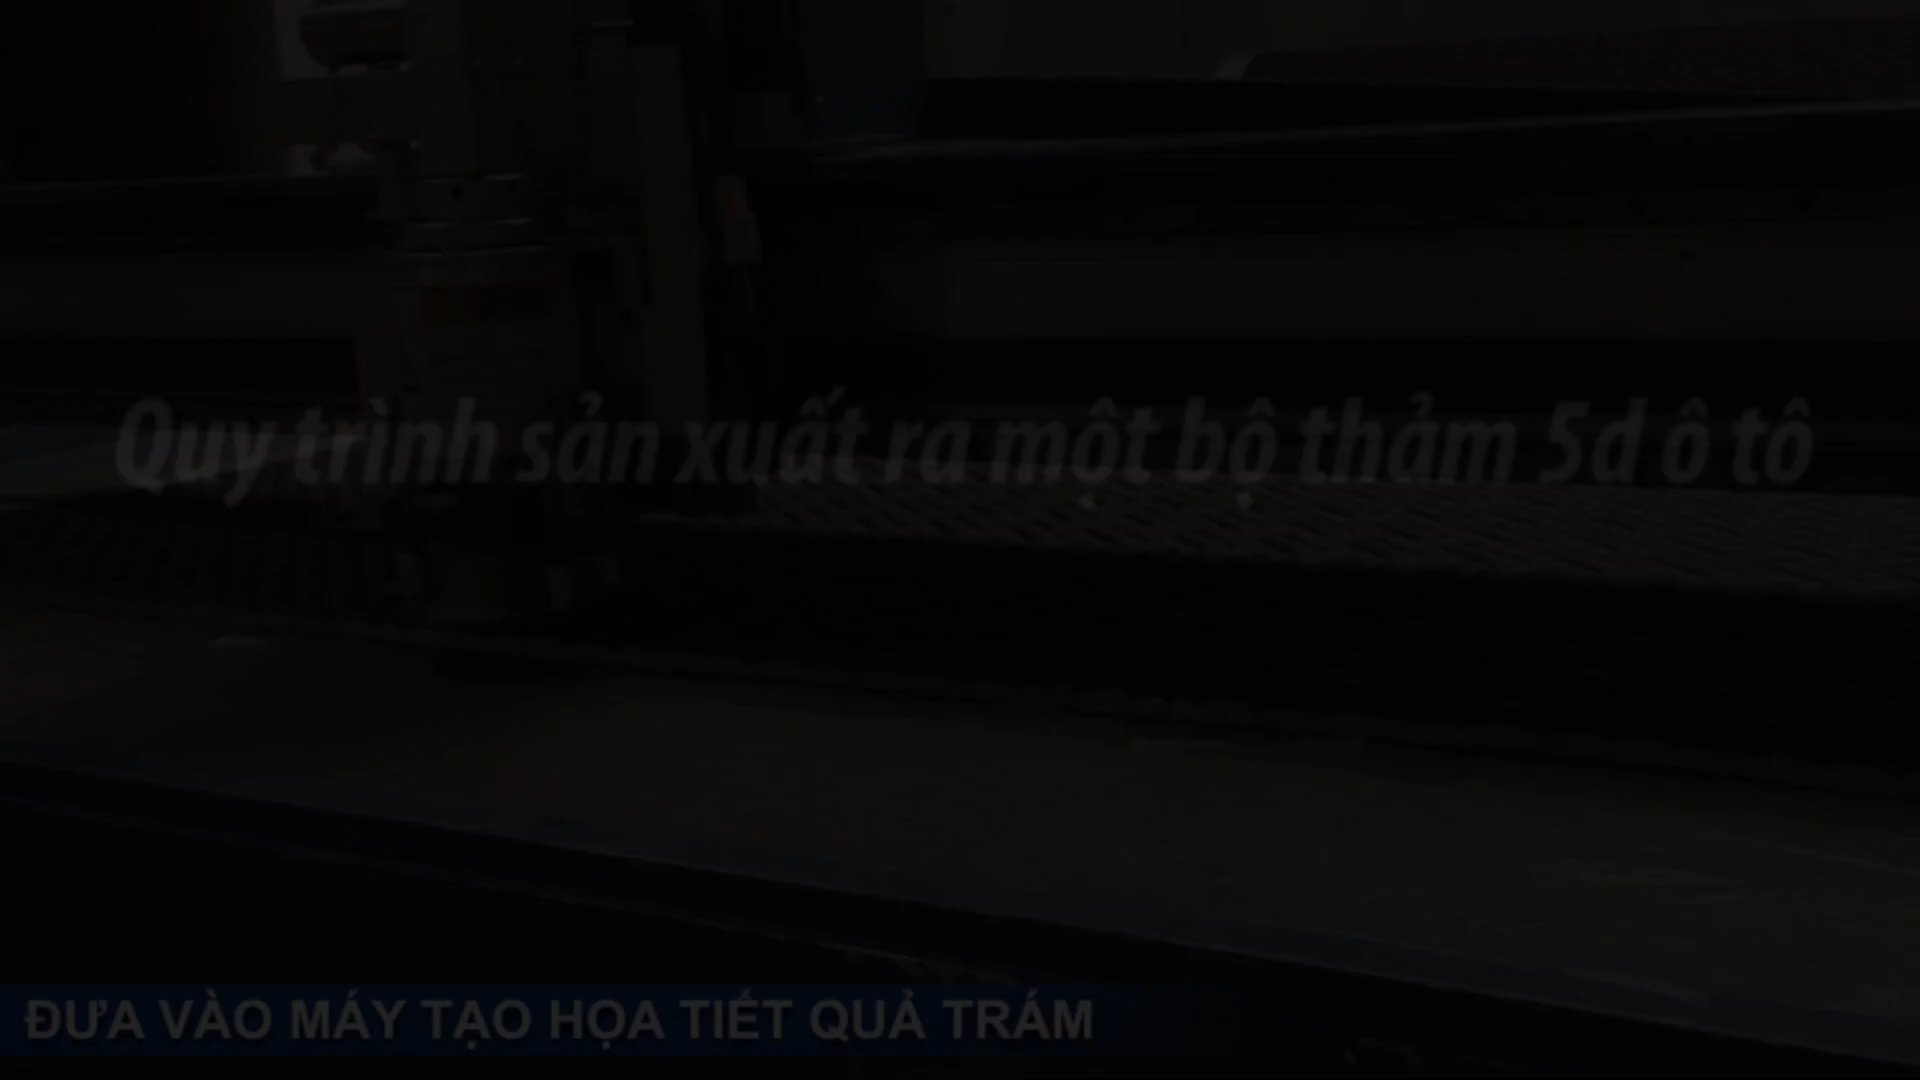 Quy trình sản xuất ra một bộ thảm 5d ô tô
ĐƯA VÀO MÁY TẠO HỌA TIẾT QUẢ TRÁM